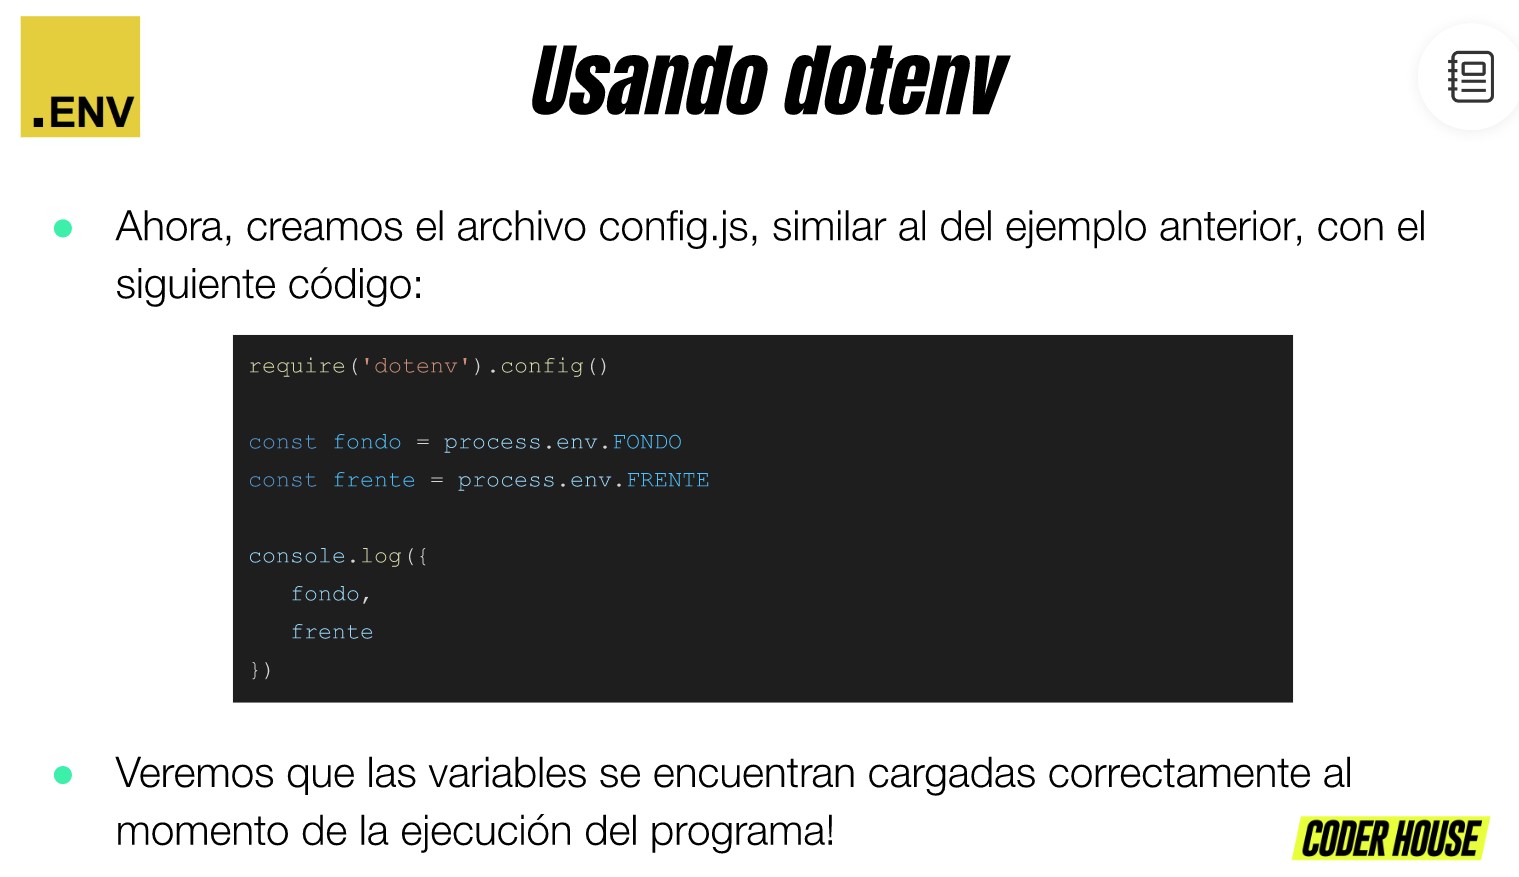 .ENV
Usando dotenv
Ahora, creamos el archivo config.js, similar al del ejemplo anterior, con el
siguiente código:
require('dotenv').config()
const fondo = process.env.FONDO
const frente = process.env.FRENTE
console.log({
   fondo,
   frente
})
Veremos que las variables se encuentran cargadas correctamente al
momento de la ejecución del programa!
CODER HOUSE